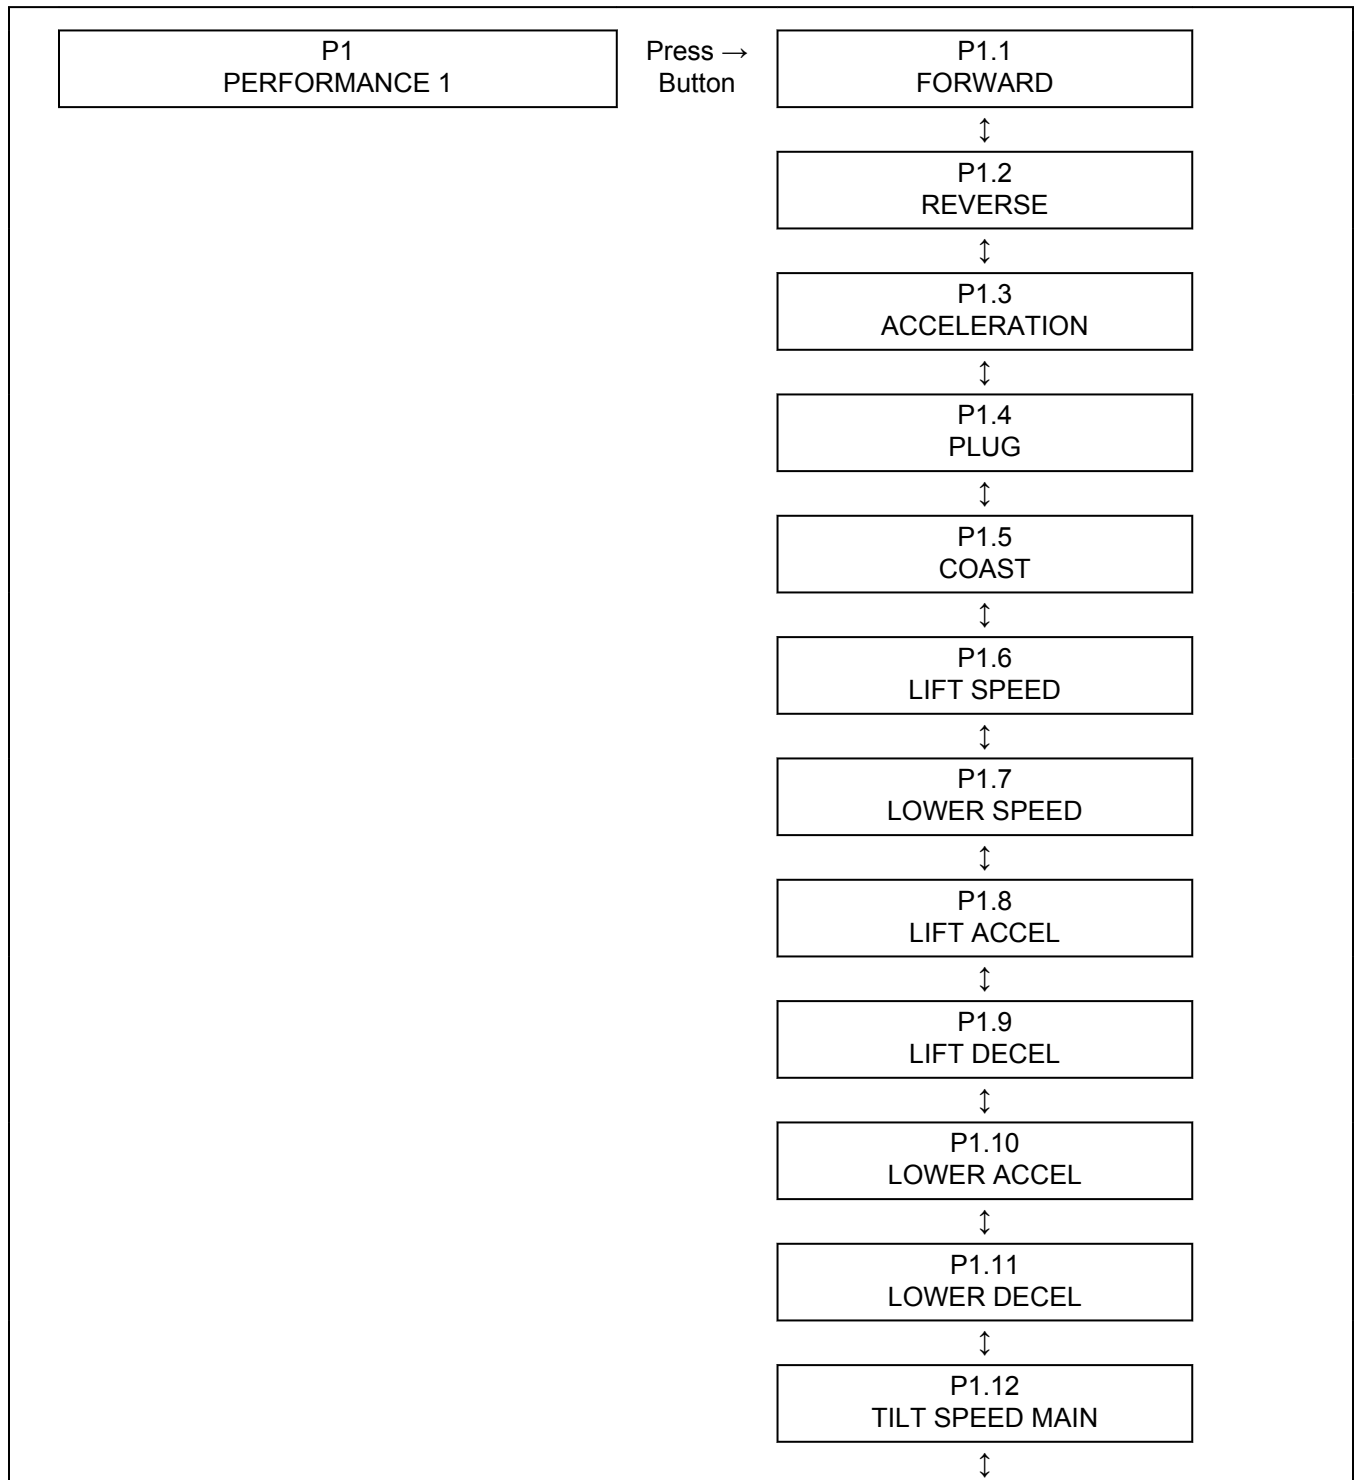 P1
PERFORMANCE 1
Press →
Button
P1.1
FORWARD
↕
P1.2
REVERSE
↕
P1.3
ACCELERATION
↕
P1.4
PLUG
↕
P1.5
COAST
↕
P1.6
LIFT SPEED
↕
P1.7
LOWER SPEED
↕
P1.8
LIFT ACCEL
↕
P1.9
LIFT DECEL
↕
P1.10
LOWER ACCEL
↕
P1.11
LOWER DECEL
↕
P1.12
TILT SPEED MAIN
↕